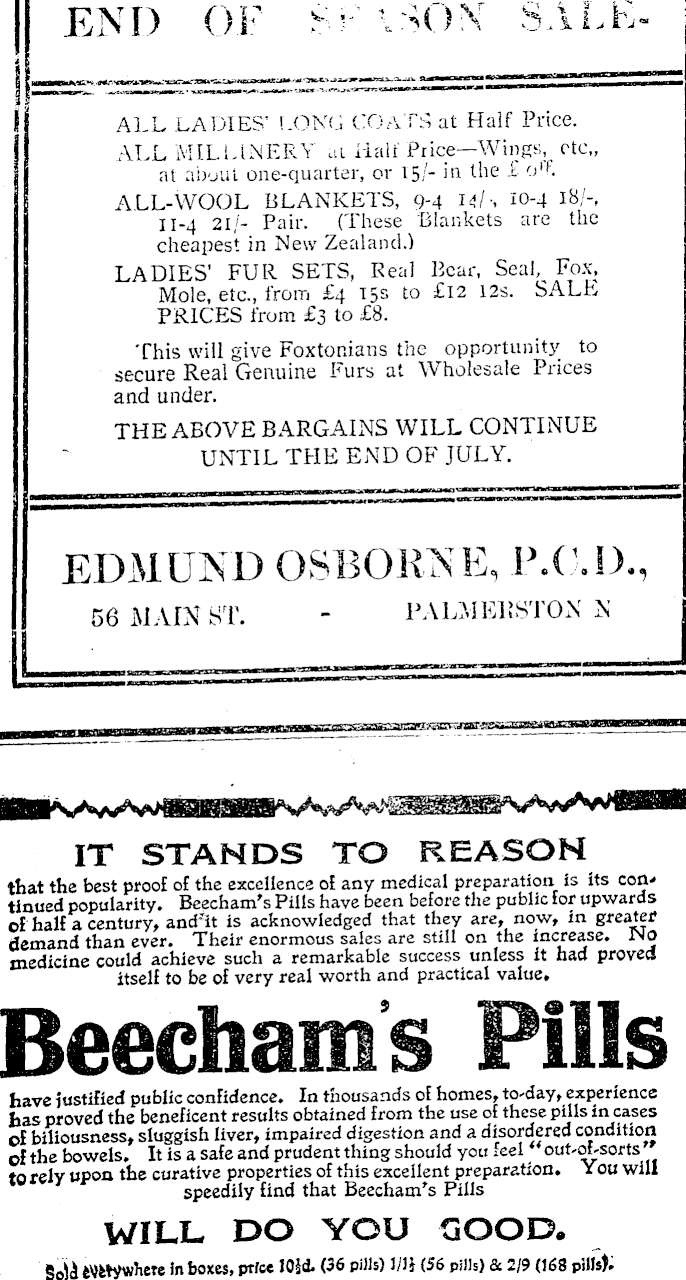 END OF SEASON SALE-
ALL LADIES' LONG COATS at Half Price.
ALL MILLINERY at Half Price—Wings, etc,,
at about one-quarter, or 15/- in the £ off.
ALL-WOOL BLANKETS, 9-4 14/-, 10-4 18/-,
11-4 21/- Pair. (These Blankets are the
cheapest in New Zealand.)
LADIES' FUR SETS, Real Bear, Seal, Fox,
Mole, etc., from £4 15s to £12 12s. SALE
PRICES from £3 to £8.
This will give Foxtonians the opportunity to
secure Real Genuine Furs at Wholesale Prices
and under.
THE ABOVE BARGAINS WILL CONTINUE
UNTIL THE END OF JULY.
EDMUND OSBORNE, P.C.D.,
56 MAIN ST. - PALMERSTON N
IT STANDS TO REASON
that the best proof of the excellence of any medical preparation is its con-
tinued popularity. Beecham's Pills have been before the public for upwards
of half a century, and it is acknowledged that they are, now, in greater
demand than ever. Their enormous sales are still on the increase. No
medicine could achieve such a remarkable success unless it had proved
itself to be of very real worth and practical value.
Beecham's Pills
have justified public confidence. In thousands of homes, to-day, experience
has proved the beneficent results obtained from the use of these pills in cases
of biliousness, sluggish liver, impaired digestion and a disordered condition
of the bowels. It is a safe and prudent thing should you feel "out-of-sorts"
to rely upon the curative properties of this excellent preparation. You will
speedily find that Beecham's Pills
WILL DO YOU GOOD.
Sold everywhere in boxes, price 10½d. (36 pills) 1/1½ (56 pills) & 2/9 (168 pills).